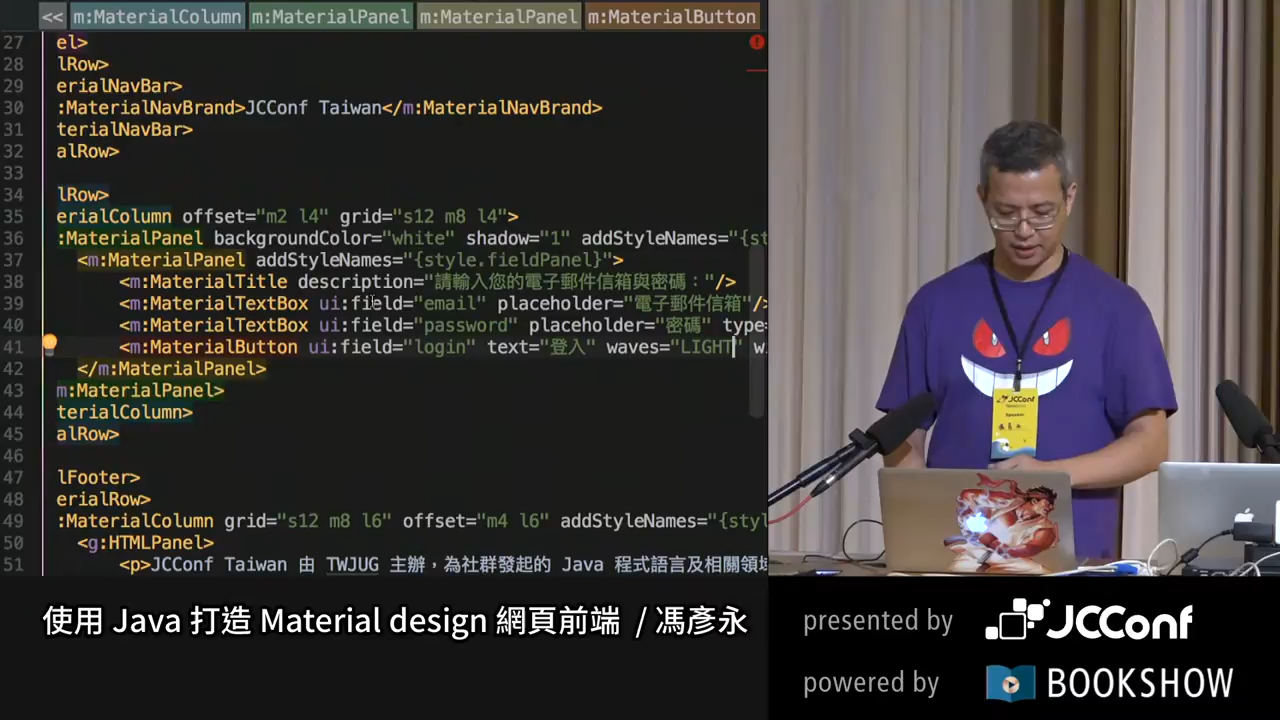 << m:MaterialColumn m:MaterialPanel m:MaterialPanel m:MaterialButton
27 el>
28 lRow>
29 erialNavBar>
30 :MaterialNavBrand>JCConf Taiwan</m:MaterialNavBrand>
31 terialNavBar>
32 alRow>
33
34 lRow>
35 erialColumn offset="m2 l4" grid="s12 m8 l4">
36 :MaterialPanel backgroundColor="white" shadow="1" addStyleNames="{st
37 <m:MaterialPanel addStyleNames="{style.fieldPanel}">
38 <m:MaterialTitle description="請輸入您的電子郵件信箱與密碼："/>
39 <m:MaterialTextBox ui:field="email" placeholder="電子郵件信箱"/>
40 <m:MaterialTextBox ui:field="password" placeholder="密碼" type=
41 <m:MaterialButton ui:field="login" text="登入" waves="LIGHT" wi
42 </m:MaterialPanel>
43 m:MaterialPanel>
44 terialColumn>
45 alRow>
46
47 lFooter>
48 erialRow>
49 :MaterialColumn grid="s12 m8 l6" offset="m4 l6" addStyleNames="{styl
50 <g:HTMLPanel>
51 <p>JCConf Taiwan 由 TWJUG 主辦，為社群發起的 Java 程式語言及相關領域
JCConf
Speaker
使用 Java 打造 Material design 網頁前端 / 馮彥永
presented by JCConf
powered by BOOKSHOW